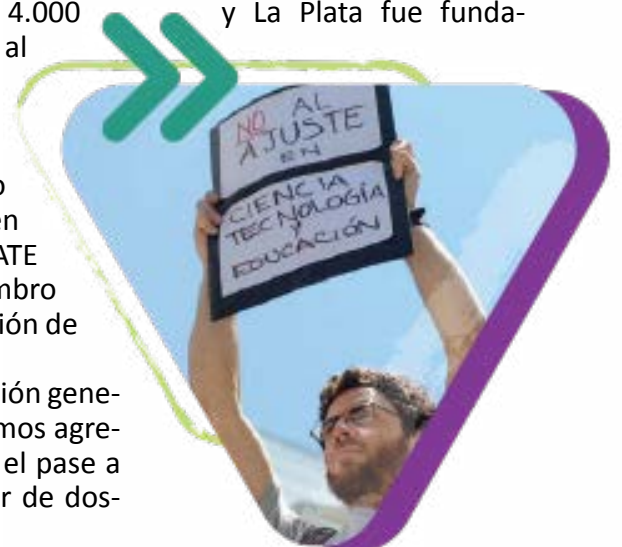 4.000
al
y La Plata fue funda-
en
ATE
mbro
ión de
ión gene-
mos agre-
el pase a
r de dos-
NO AL
AJUSTE
EN
CIENCIA
TECNOLOGÍA
Y
EDUCACIÓN